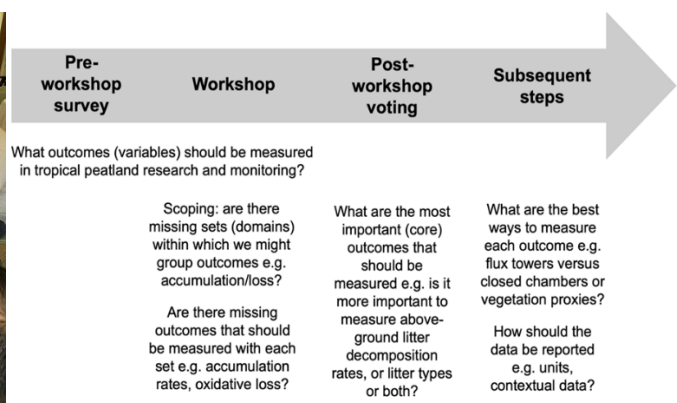 Pre-
workshop
survey
Workshop
Post-
workshop
voting
Subsequent
steps
What outcomes (variables) should be measured
in tropical peatland research and monitoring?
Scoping: are there
missing sets (domains)
within which we might
group outcomes e.g.
accumulation/loss?
Are there missing
outcomes that should
be measured with each
set e.g. accumulation
rates, oxidative loss?
What are the most
important (core)
outcomes that
should be
measured e.g. is it
more important to
measure above-
ground litter
decomposition
rates, or litter types
or both?
What are the best
ways to measure
each outcome e.g.
flux towers versus
closed chambers or
vegetation proxies?
How should the
data be reported
e.g. units,
contextual data?